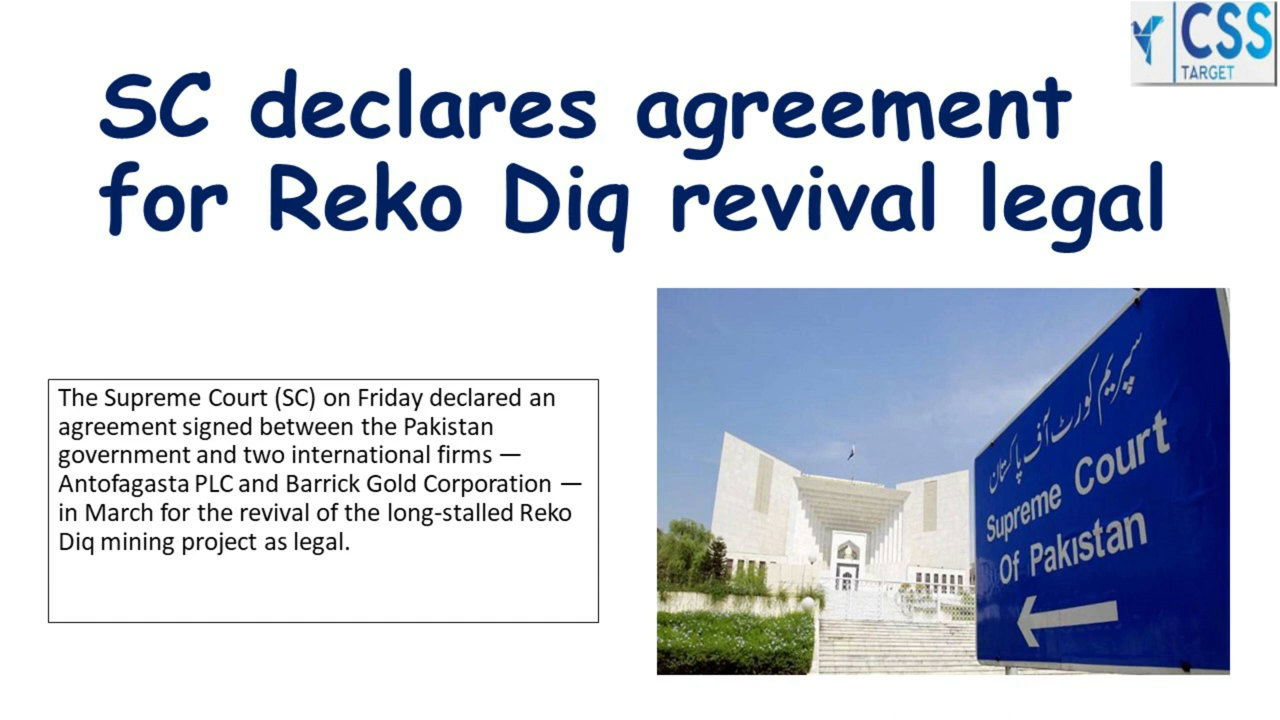 CSS
TARGET
SC declares agreement
for Reko Diq revival legal
The Supreme Court (SC) on Friday declared an
agreement signed between the Pakistan
government and two international firms —
Antofagasta PLC and Barrick Gold Corporation —
in March for the revival of the long-stalled Reko
Diq mining project as legal.
سپریم کورٹ آف پاکستان
Supreme Court
Of Pakistan